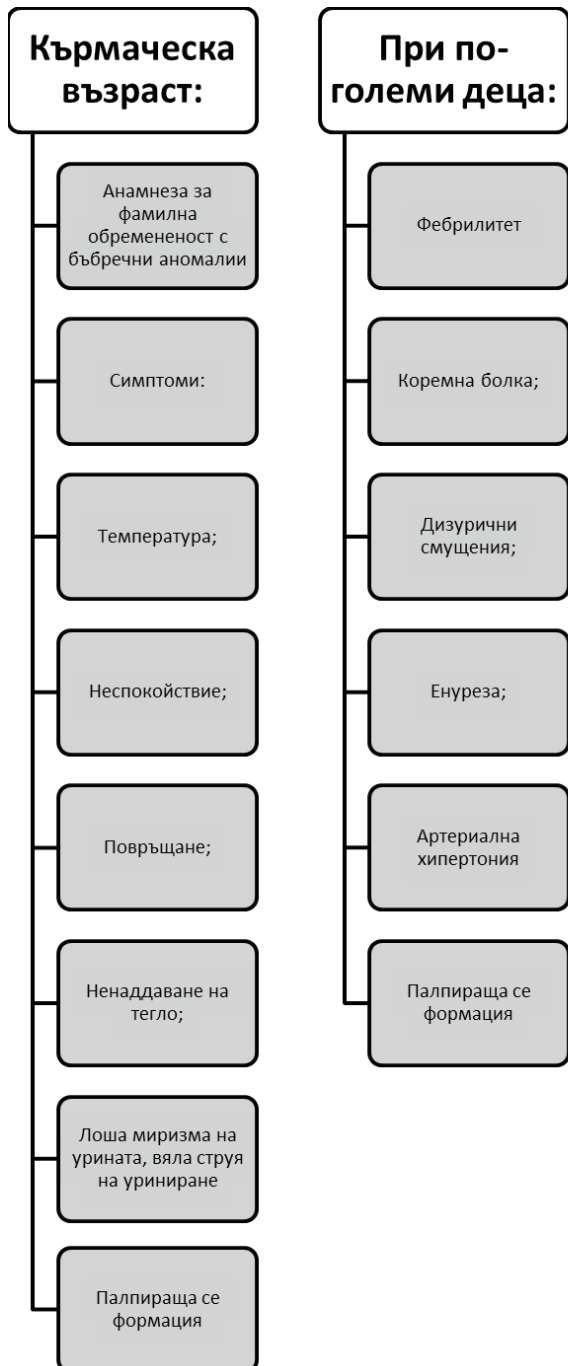 Кърмаческа
възраст:
Анамнеза за
фамилна
обремененост с
бъбречни аномалии
Симптоми:
Температура;
Неспокойствие;
Повръщане;
Ненаддаване на
тегло;
Лоша миризма на
урината, вяла струя
на уриниране
Палпираща се
формация
При по-
големи деца:
Фебрилитет
Коремна болка;
Дизурични
смущения;
Енуреза;
Артериална
хипертония
Палпираща се
формация